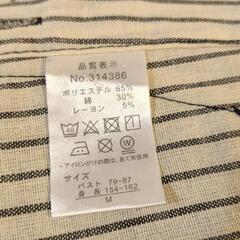 品質表示
No.314386
ポリエステル 65%
綿 30%
レーヨン 5%
40
・アイロンがけの際は、あて布使用
サイズ
バスト 79-87
身長 154-162
M